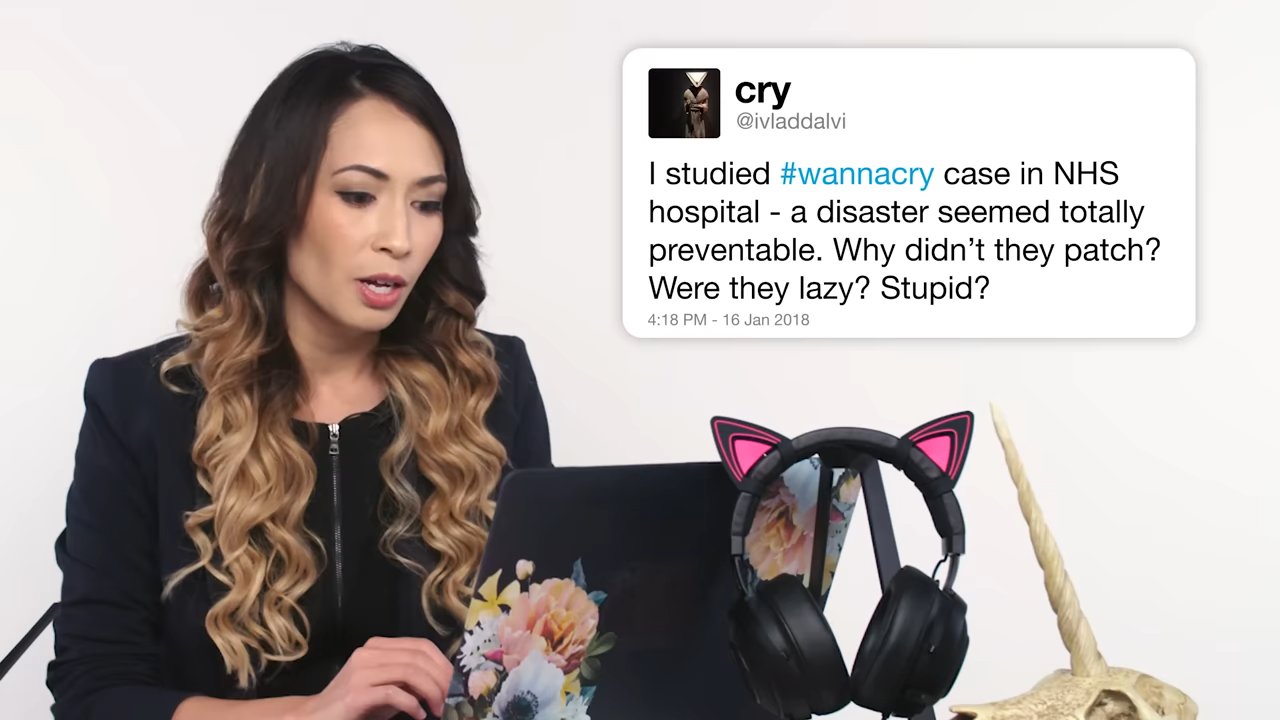 cry
@ivladdalvi
I studied #wannacry case in NHS
hospital - a disaster seemed totally
preventable. Why didn’t they patch?
Were they lazy? Stupid?
4:18 PM - 16 Jan 2018